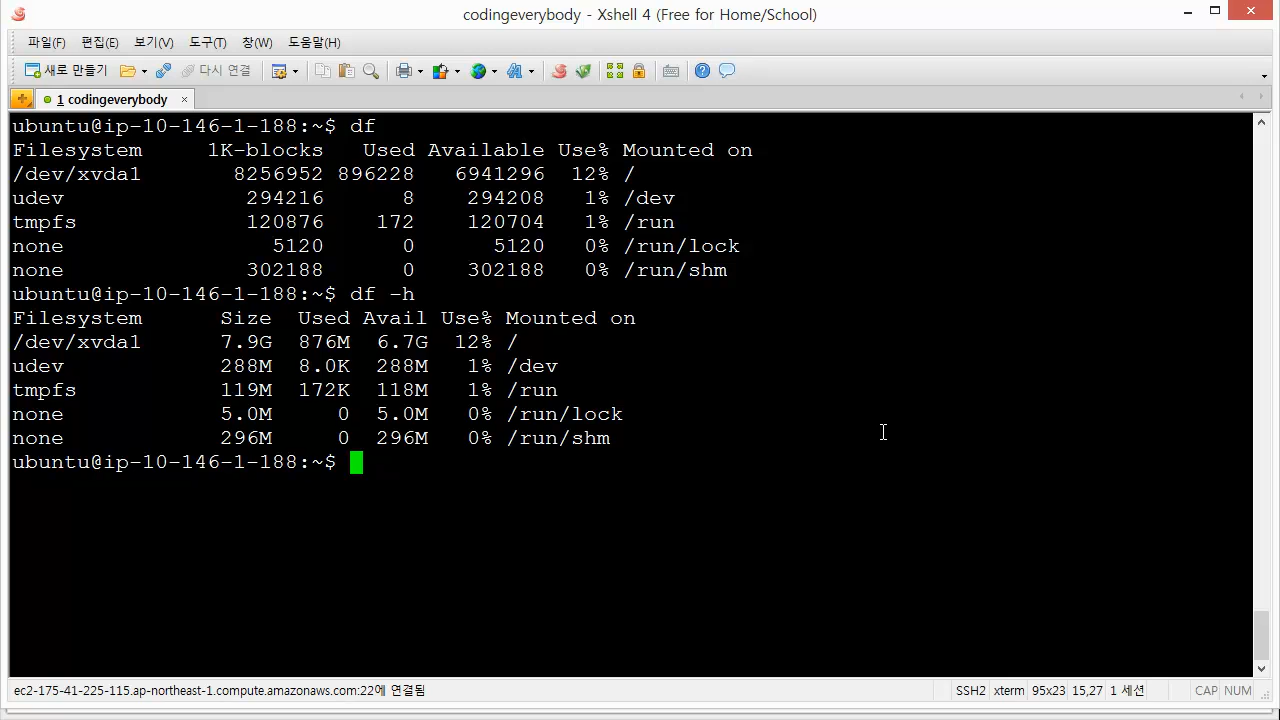 codingeverybody - Xshell 4 (Free for Home/School)
파일(F) 편집(E) 보기(V) 도구(T) 창(W) 도움말(H)
새로 만들기 다시 연결
1 codingeverybody ×
ubuntu@ip-10-146-1-188:~$ df
Filesystem 1K-blocks Used Available Use% Mounted on
/dev/xvda1 8256952 896228 6941296 12% /
udev 294216 8 294208 1% /dev
tmpfs 120876 172 120704 1% /run
none 5120 0 5120 0% /run/lock
none 302188 0 302188 0% /run/shm
ubuntu@ip-10-146-1-188:~$ df -h
Filesystem Size Used Avail Use% Mounted on
/dev/xvda1 7.9G 876M 6.7G 12% /
udev 288M 8.0K 288M 1% /dev
tmpfs 119M 172K 118M 1% /run
none 5.0M 0 5.0M 0% /run/lock
none 296M 0 296M 0% /run/shm
ubuntu@ip-10-146-1-188:~$
ec2-175-41-225-115.ap-northeast-1.compute.amazonaws.com:22에 연결됨 SSH2 xterm 95x23 15,27 1 세션 CAP NUM